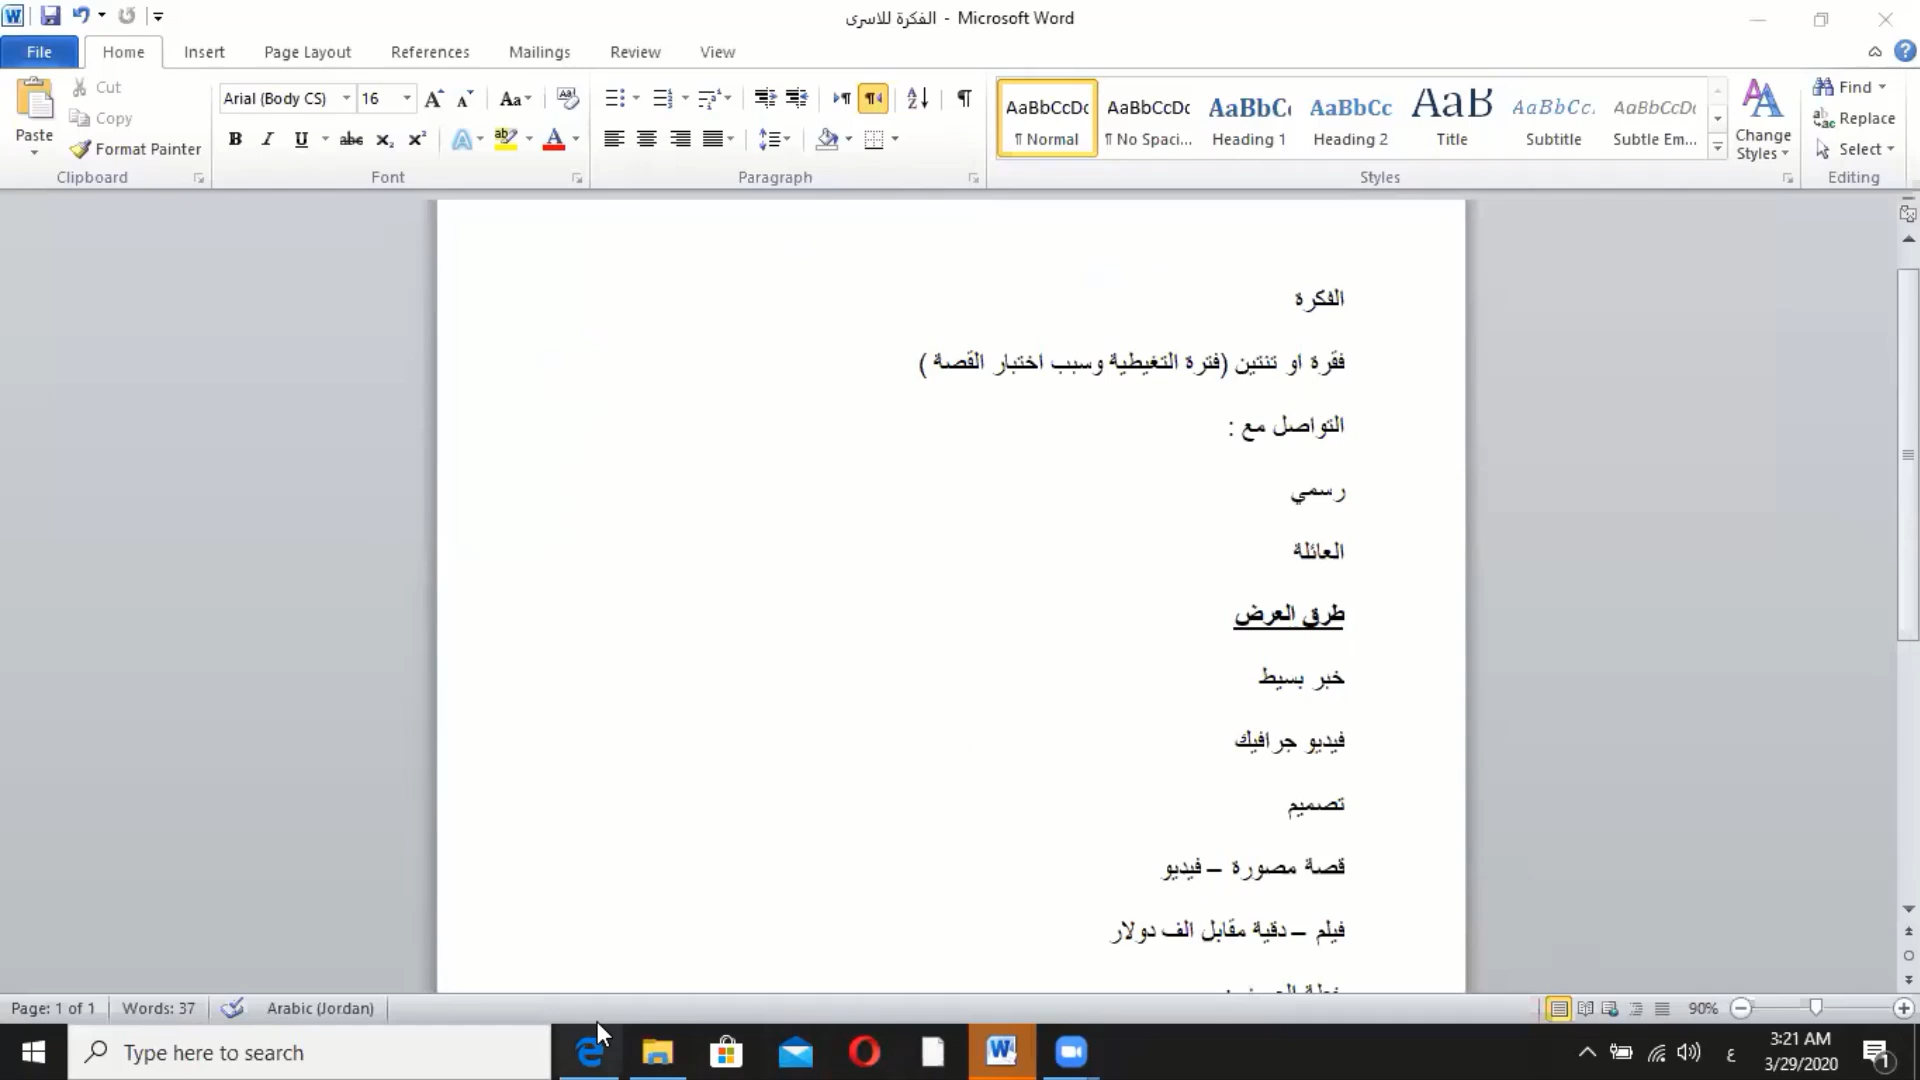 الفكرة للاسرى - Microsoft Word
File Home Insert Page Layout References Mailings Review View
Paste
Cut
Copy
Format Painter
Clipboard
Arial (Body CS) 16
Font
Paragraph
AaBbCcDc AaBbCcDc AaBbC AaBbCc AaB AaBbCc. AaBbCcDc
¶ Normal ¶ No Spaci... Heading 1 Heading 2 Title Subtitle Subtle Em...
Styles
Change Styles
Find
Replace
Select
Editing
الفكرة
فقرة او تنتين (فترة التغيطية وسبب اختبار القصة )
التواصل مع :
رسمي
العائلة
طرق العرض
خبر بسيط
فيديو جرافيك
تصميم
قصة مصورة – فيديو
فيلم – دقية مقابل الف دولار
Page: 1 of 1 Words: 37 Arabic (Jordan) 90%
Type here to search
ع
3:21 AM
3/29/2020
1